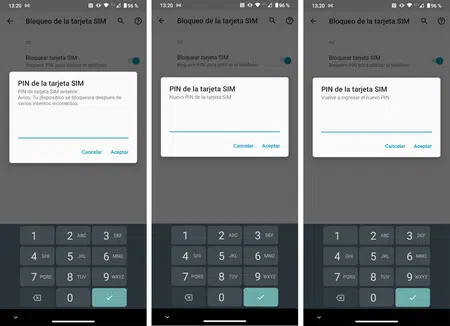 13:20
96 %
Bloqueo de la tarjeta SIM
Bloquear tarjeta SIM
Requerir PIN para utilizar el teléfono
PIN de la tarjeta SIM
PIN de tarjeta SIM anterior
Aviso: Tu dispositivo se bloqueará después de
varios intentos incorrectos.
Cancelar Aceptar
1 2 ABC 3 DEF
4 GHI 5 JKL 6 MNO
7 PQRS 8 TUV 9 WXYZ
0
13:20
96 %
Bloqueo de la tarjeta SIM
Bloquear tarjeta SIM
Requerir PIN para utilizar el teléfono
PIN de la tarjeta SIM
Nuevo PIN de la tarjeta SIM
Cancelar Aceptar
1 2 ABC 3 DEF
4 GHI 5 JKL 6 MNO
7 PQRS 8 TUV 9 WXYZ
0
13:20
96 %
Bloqueo de la tarjeta SIM
Bloquear tarjeta SIM
Requerir PIN para utilizar el teléfono
PIN de la tarjeta SIM
Vuelve a ingresar el nuevo PIN
Cancelar Aceptar
1 2 ABC 3 DEF
4 GHI 5 JKL 6 MNO
7 PQRS 8 TUV 9 WXYZ
0